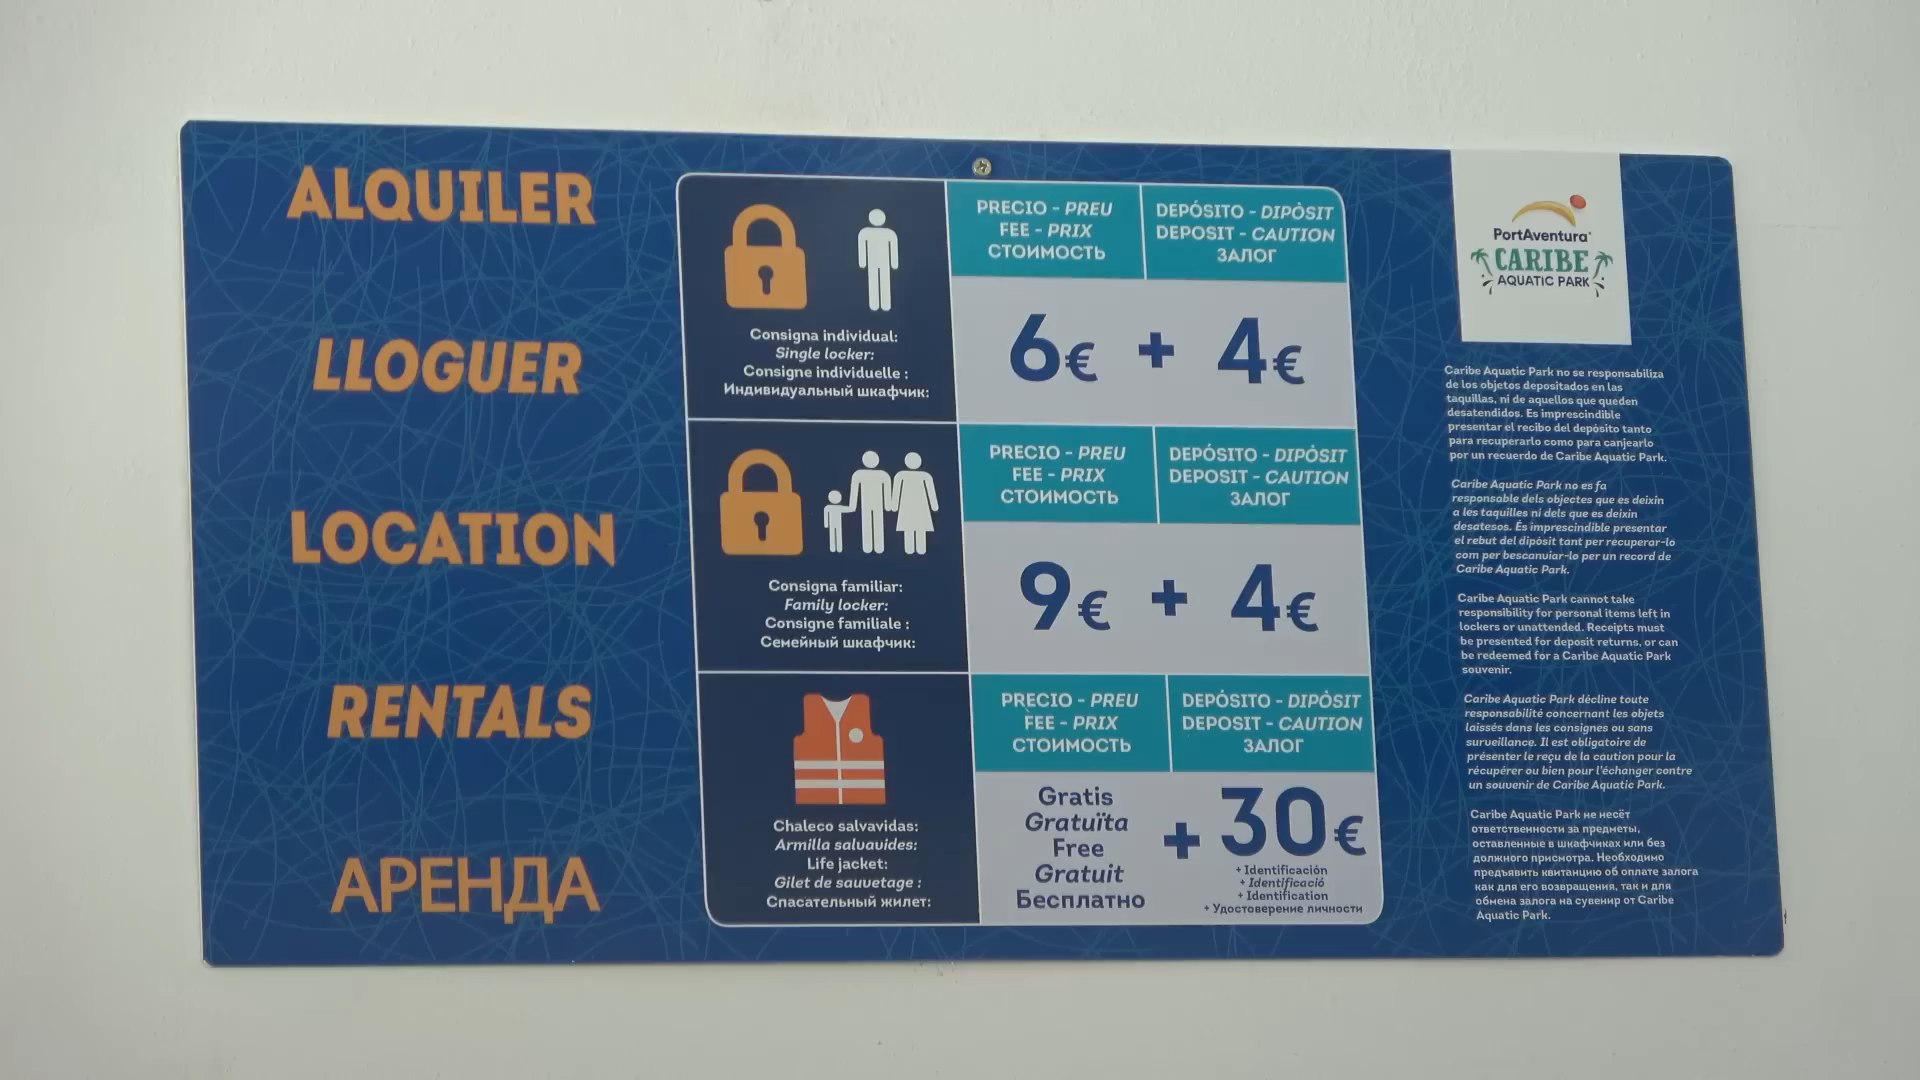 ALQUILER
LLOGUER
LOCATION
RENTALS
АРЕНДА
Consigna individual:
Single locker:
Consigne individuelle :
Индивидуальный шкафчик:
PRECIO - PREU
FEE - PRIX
СТОИМОСТЬ
DEPÓSITO - DIPÒSIT
DEPOSIT - CAUTION
ЗАЛОГ
6€ + 4€
Consigna familiar:
Family locker:
Consigne familiale :
Семейный шкафчик:
PRECIO - PREU
FEE - PRIX
СТОИМОСТЬ
DEPÓSITO - DIPÒSIT
DEPOSIT - CAUTION
ЗАЛОГ
9€ + 4€
Chaleco salvavidas:
Armilla salvavides:
Life jacket:
Gilet de sauvetage :
Спасательный жилет:
PRECIO - PREU
FEE - PRIX
СТОИМОСТЬ
DEPÓSITO - DIPÒSIT
DEPOSIT - CAUTION
ЗАЛОГ
Gratis
Gratuïta
Free
Gratuit
Бесплатно
+ 30€
+ Identificación
+ Identificació
+ Identification
+ Удостоверение личности
PortAventura®
CARIBE
AQUATIC PARK
Caribe Aquatic Park no se responsabiliza
de los objetos depositados en las
taquillas, ni de aquellos que queden
desatendidos. Es imprescindible
presentar el recibo del depósito tanto
para recuperarlo como para canjearlo
por un recuerdo de Caribe Aquatic Park.
Caribe Aquatic Park no es fa
responsable dels objectes que es deixin
a les taquilles ni dels que es deixin
desatesos. És imprescindible presentar
el rebut del dipòsit tant per recuperar-lo
com per bescanviar-lo per un record de
Caribe Aquatic Park.
Caribe Aquatic Park cannot take
responsibility for personal items left in
lockers or unattended. Receipts must
be presented for deposit returns, or can
be redeemed for a Caribe Aquatic Park
souvenir.
Caribe Aquatic Park décline toute
responsabilité concernant les objets
laissés dans les consignes ou sans
surveillance. Il est obligatoire de
présenter le reçu de la caution pour la
récupérer ou bien pour l'échanger contre
un souvenir de Caribe Aquatic Park.
Caribe Aquatic Park не несёт
ответственности за предметы,
оставленные в шкафчиках или без
должного присмотра. Необходимо
предъявить квитанцию об оплате залога
как для его возвращения, так и для
обмена залога на сувенир от Caribe
Aquatic Park.